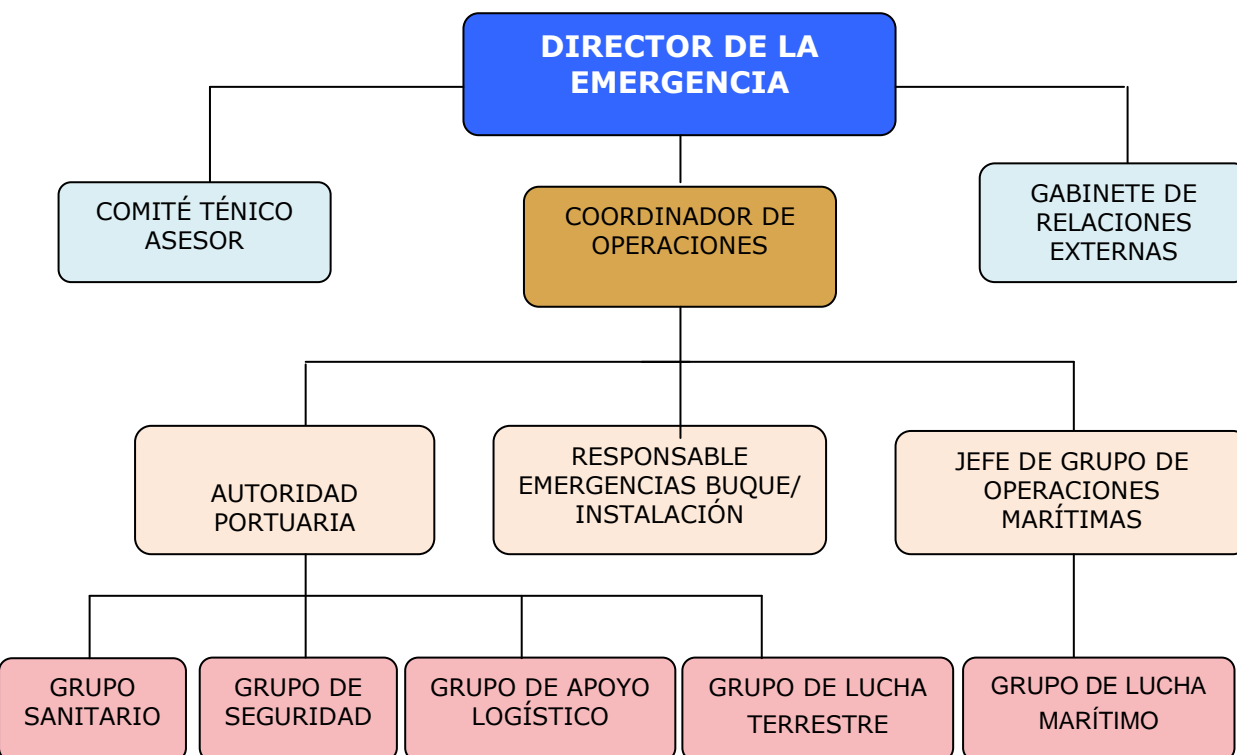 DIRECTOR DE LA
EMERGENCIA
COMITÉ TÉNICO
ASESOR
COORDINADOR DE
OPERACIONES
GABINETE DE
RELACIONES
EXTERNAS
AUTORIDAD
PORTUARIA
RESPONSABLE
EMERGENCIAS BUQUE/
INSTALACIÓN
JEFE DE GRUPO DE
OPERACIONES
MARÍTIMAS
GRUPO
SANITARIO
GRUPO DE
SEGURIDAD
GRUPO DE APOYO
LOGÍSTICO
GRUPO DE LUCHA
TERRESTRE
GRUPO DE LUCHA
MARÍTIMO